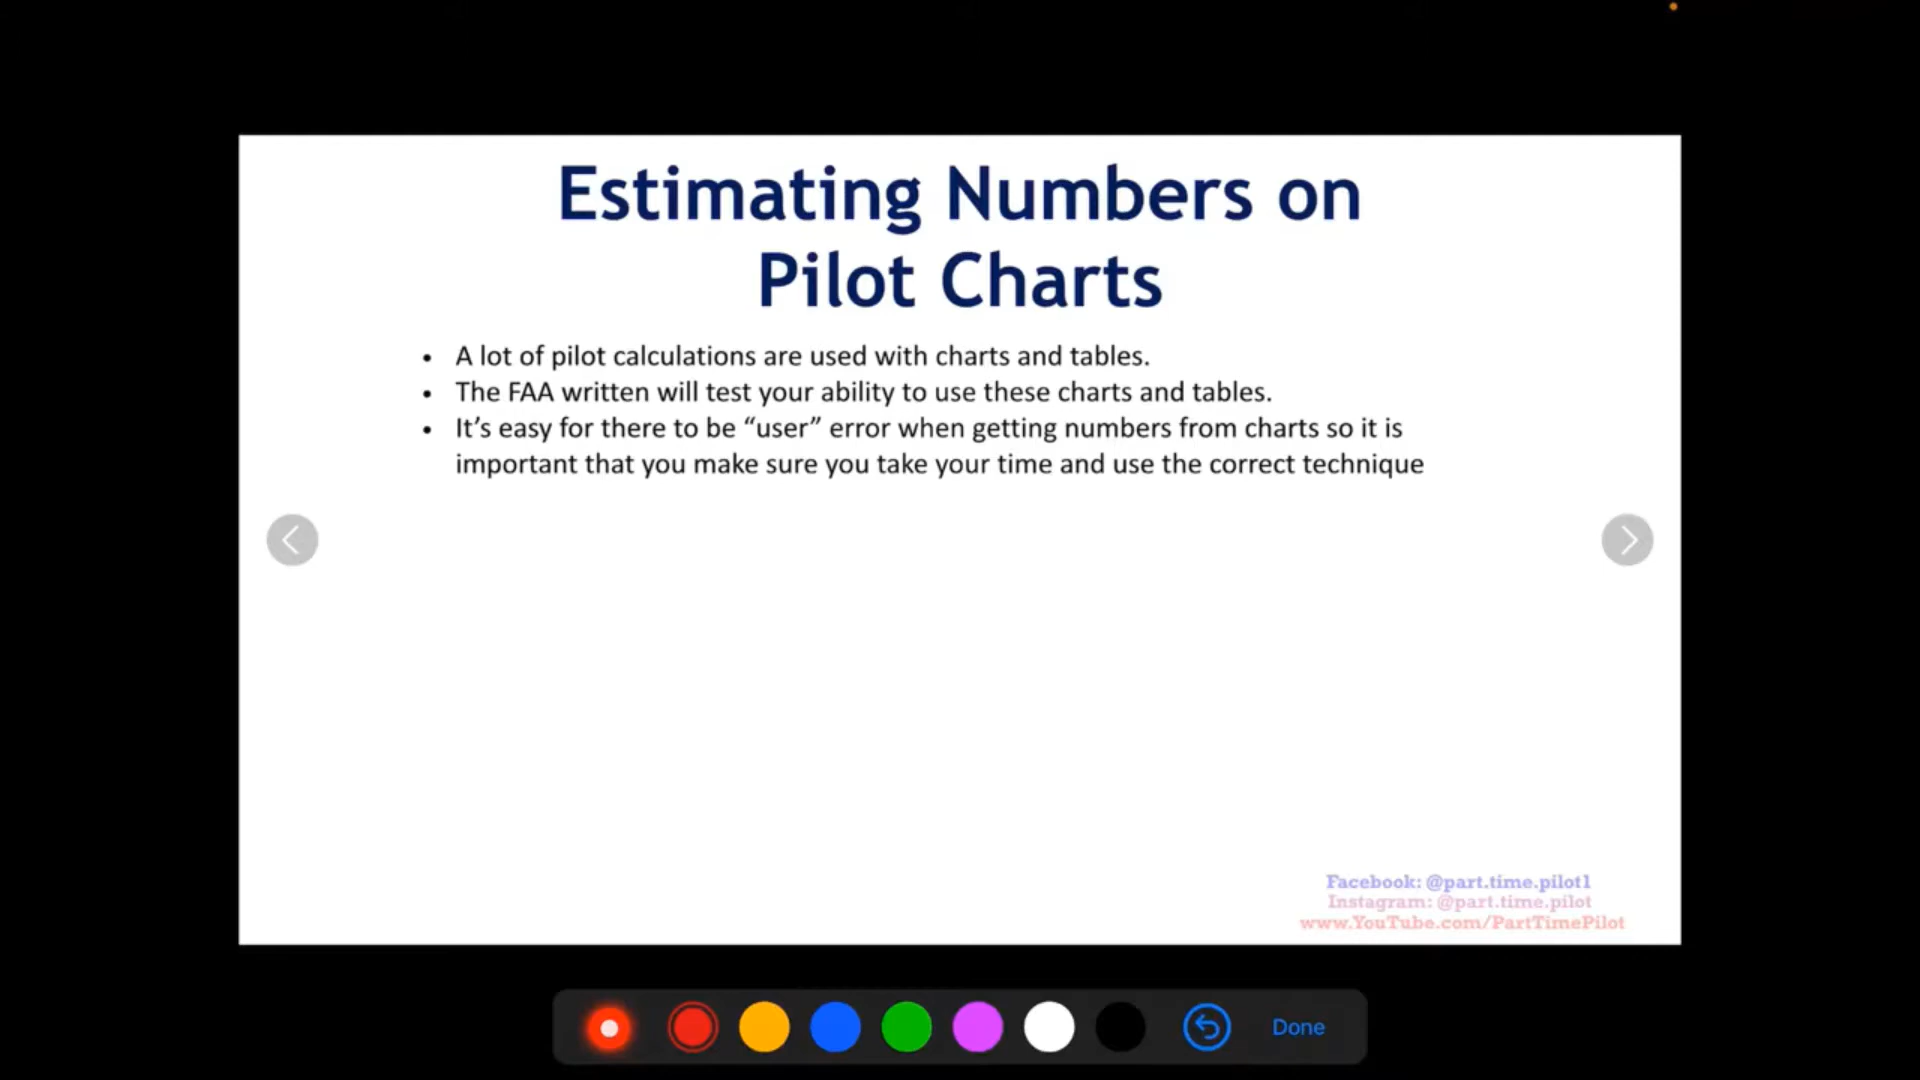 Estimating Numbers on
Pilot Charts
• A lot of pilot calculations are used with charts and tables.
• The FAA written will test your ability to use these charts and tables.
• It’s easy for there to be “user” error when getting numbers from charts so it is
important that you make sure you take your time and use the correct technique
Facebook: @part.time.pilot1
Instagram: @part.time.pilot
www.YouTube.com/PartTimePilot
Done